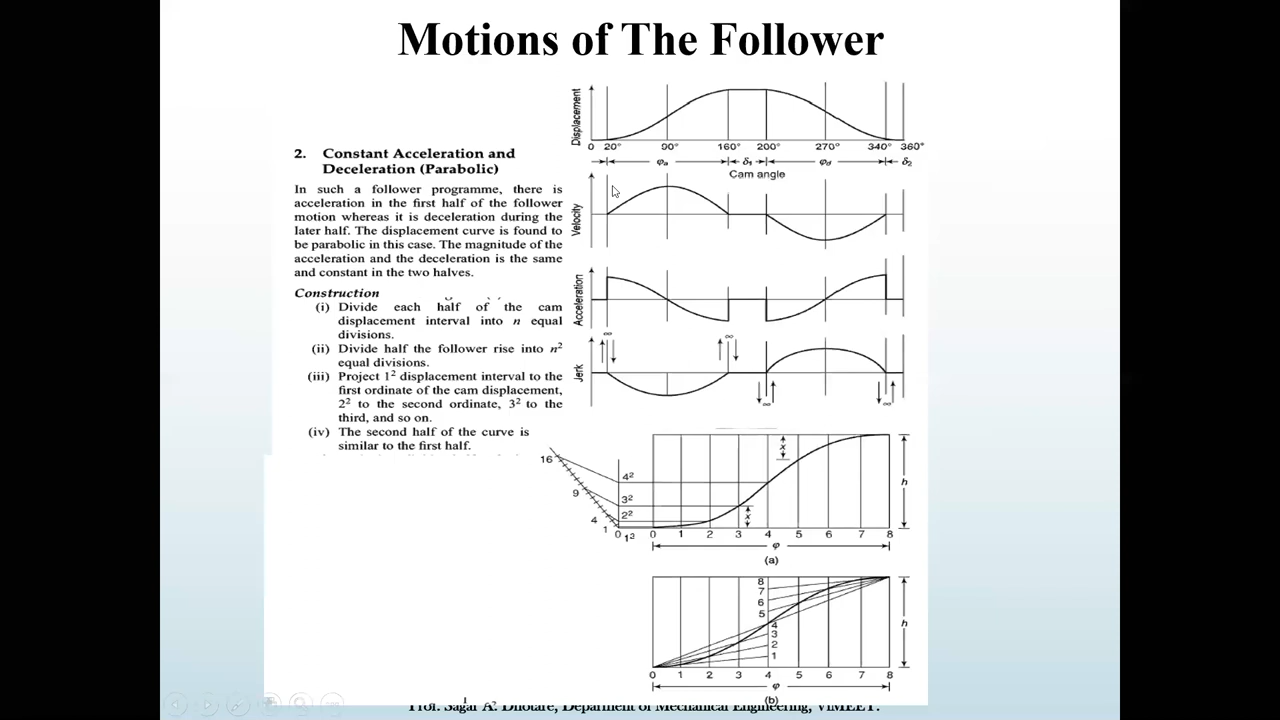 Motions of The Follower
2. Constant Acceleration and
Deceleration (Parabolic)
In such a follower programme, there is
acceleration in the first half of the follower
motion whereas it is deceleration during the
later half. The displacement curve is found to
be parabolic in this case. The magnitude of the
acceleration and the deceleration is the same
and constant in the two halves.
Construction
(i) Divide each half of the cam
displacement interval into n equal
divisions.
(ii) Divide half the follower rise into n²
equal divisions.
(iii) Project 1² displacement interval to the
first ordinate of the cam displacement,
2² to the second ordinate, 3² to the
third, and so on.
(iv) The second half of the curve is
similar to the first half.
Displacement
0 20° 90° 160° 200° 270° 340° 360°
φa δ1 φd δ2
Cam angle
Velocity
Acceleration
∞ ∞
Jerk
∞ ∞
16 9 4 1 0
4²
3²
2²
1²
x
x
h
0 1 2 3 4 5 6 7 8
φ
(a)
8
7
6
5
4
3
2
1
h
0 1 2 3 4 5 6 7 8
φ
(b)
Prof. Sagar A. Dhotare, Deparment of Mechanical Engineering, ViMEET.